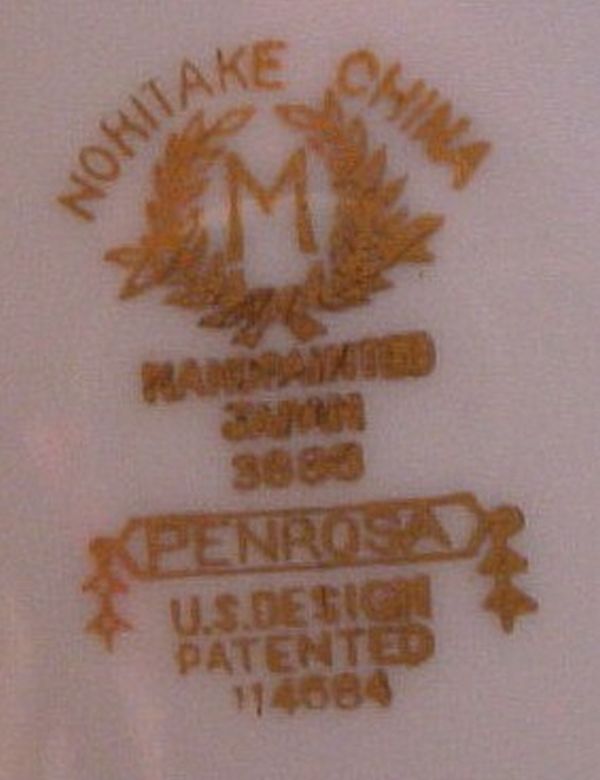 NORITAKE CHINA
M
HANDPAINTED
JAPAN
PENROSA
U.S.DESIGN
PATENTED